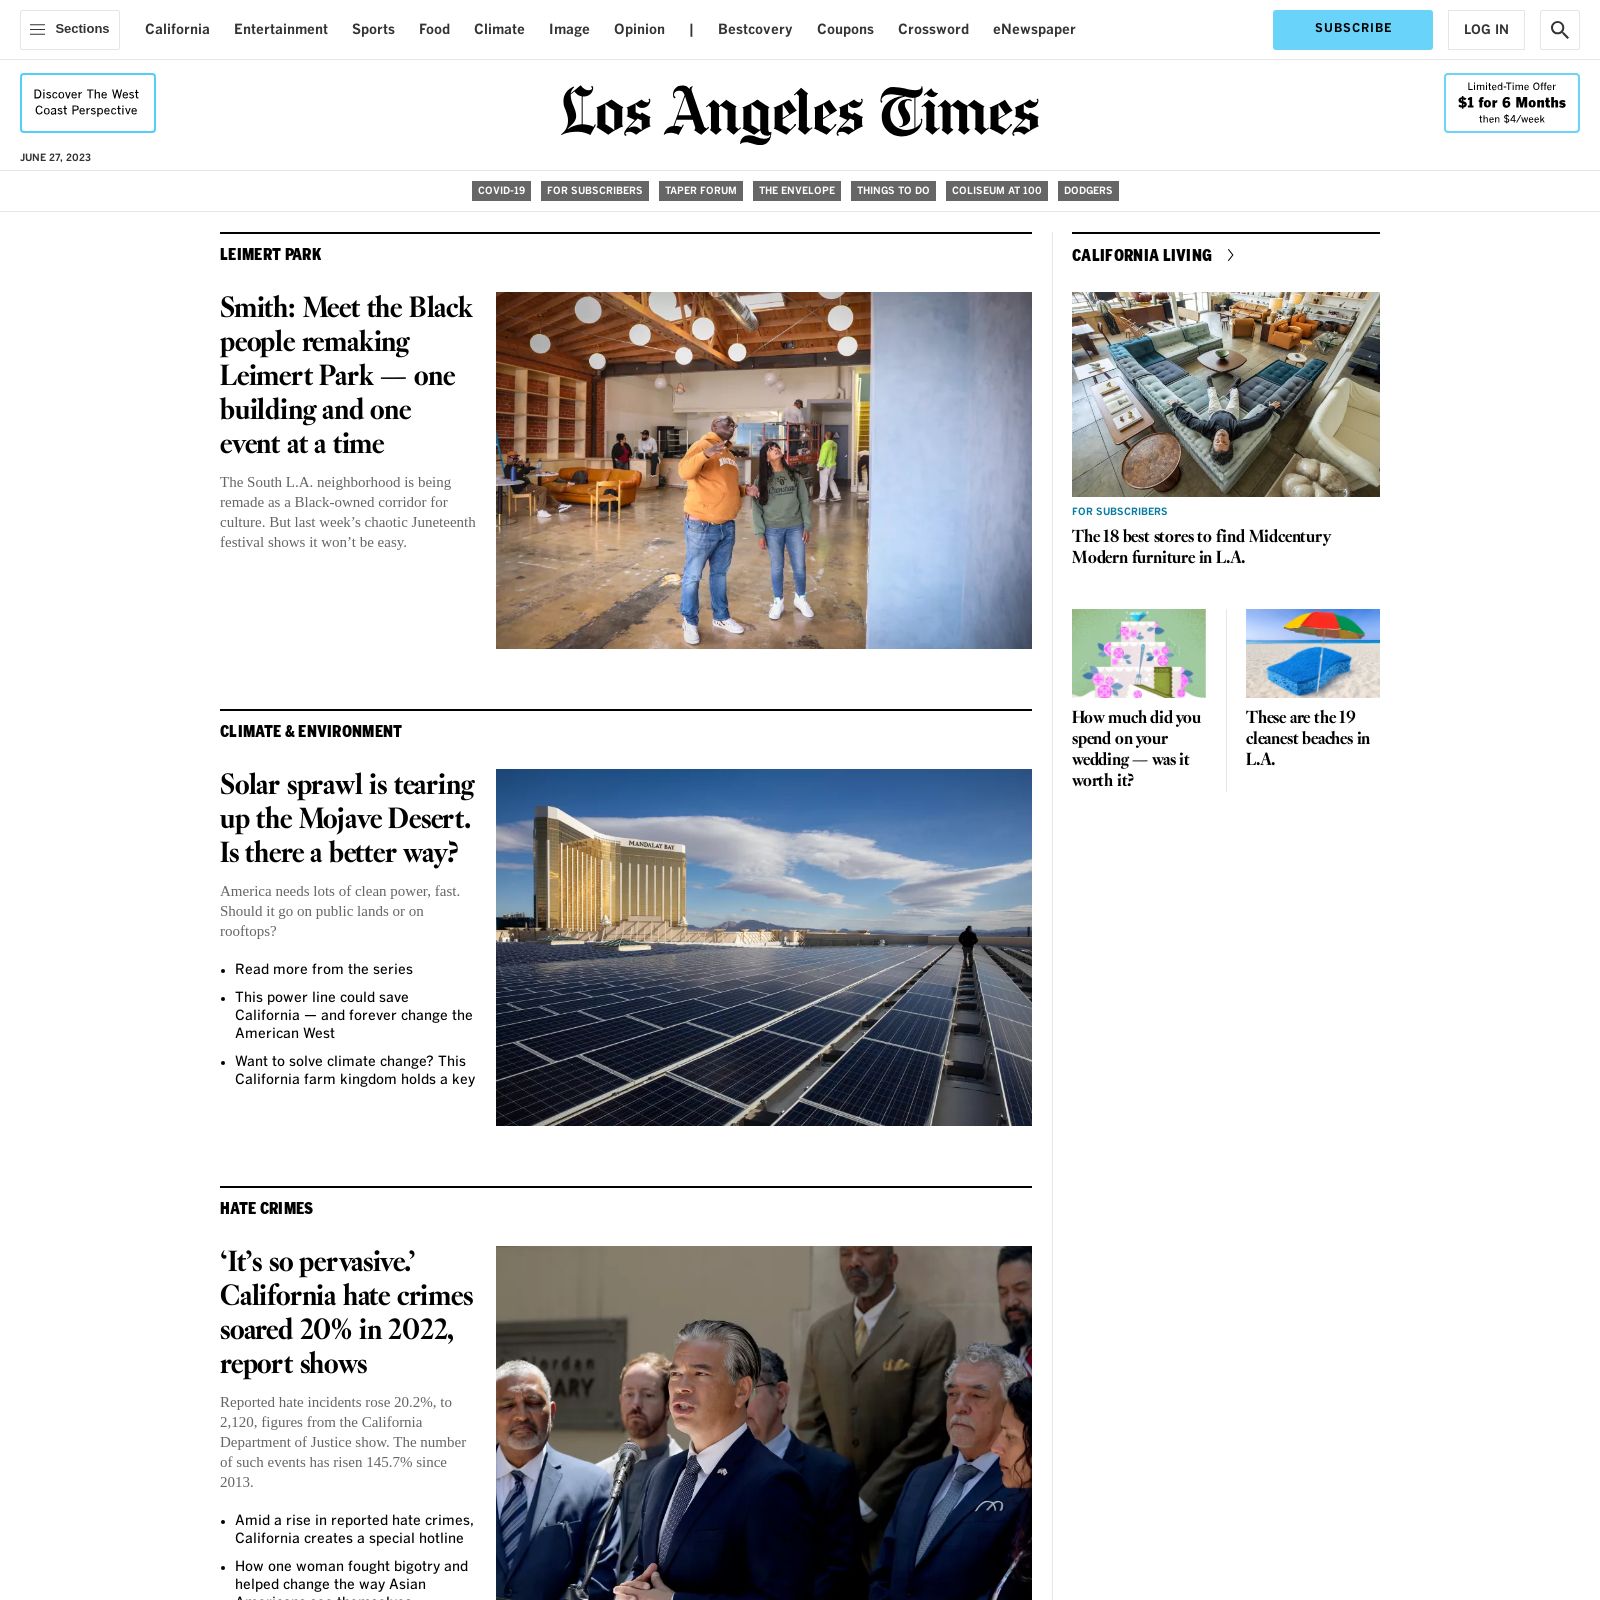 Sections
California
Entertainment
Sports
Food
Climate
Image
Opinion
|
Bestcovery
Coupons
Crossword
eNewspaper
SUBSCRIBE
LOG IN
Discover The West
Coast Perspective
Los Angeles Times
Limited-Time Offer
$1 for 6 Months
then $4/week
JUNE 27, 2023
COVID-19
FOR SUBSCRIBERS
TAPER FORUM
THE ENVELOPE
THINGS TO DO
COLISEUM AT 100
DODGERS
LEIMERT PARK
Smith: Meet the Black
people remaking
Leimert Park — one
building and one
event at a time
The South L.A. neighborhood is being
remade as a Black-owned corridor for
culture. But last week’s chaotic Juneteenth
festival shows it won’t be easy.
CLIMATE & ENVIRONMENT
Solar sprawl is tearing
up the Mojave Desert.
Is there a better way?
America needs lots of clean power, fast.
Should it go on public lands or on
rooftops?
• Read more from the series
• This power line could save
California — and forever change the
American West
• Want to solve climate change? This
California farm kingdom holds a key
MANDALAY BAY
HATE CRIMES
‘It’s so pervasive.’
California hate crimes
soared 20% in 2022,
report shows
Reported hate incidents rose 20.2%, to
2,120, figures from the California
Department of Justice show. The number
of such events has risen 145.7% since
2013.
• Amid a rise in reported hate crimes,
California creates a special hotline
• How one woman fought bigotry and
helped change the way Asian
CALIFORNIA LIVING
FOR SUBSCRIBERS
The 18 best stores to find Midcentury
Modern furniture in L.A.
How much did you
spend on your
wedding — was it
worth it?
These are the 19
cleanest beaches in
L.A.